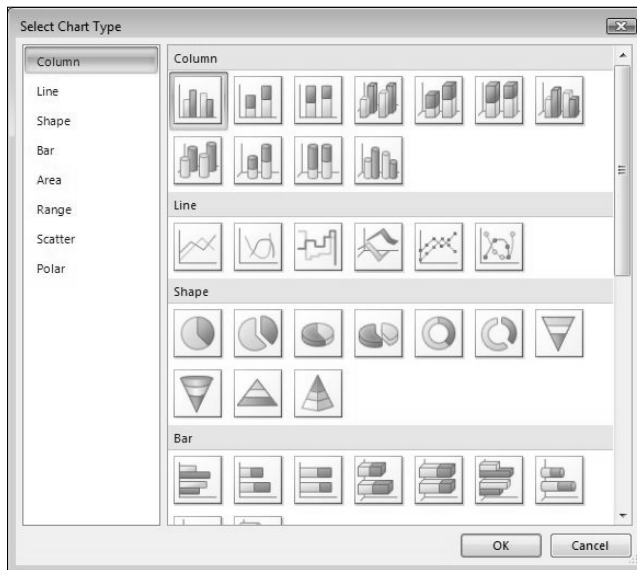 Select Chart Type
Column
Line
Shape
Bar
Area
Range
Scatter
Polar
Column
Line
Shape
Bar
OK
Cancel